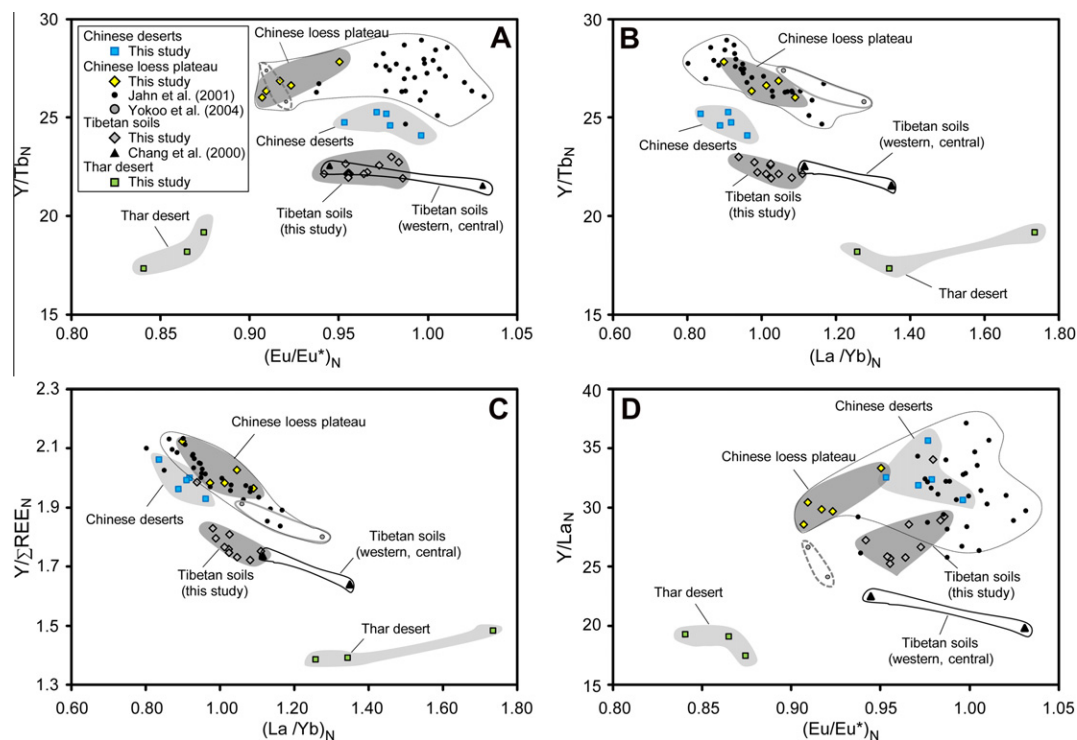 30
25
20
15
Y/Tb_N
Chinese deserts
This study
Chinese loess plateau
This study
Jahn et al. (2001)
Yokoo et al. (2004)
Tibetan soils
This study
Chang et al. (2000)
Thar desert
This study
A
Chinese loess plateau
Chinese deserts
Tibetan soils
(this study)
Tibetan soils
(western, central)
Thar desert
0.80 0.85 0.90 0.95 1.00 1.05
(Eu/Eu*)_N
30
25
20
15
Y/Tb_N
B
Chinese loess plateau
Chinese deserts
Tibetan soils
(western, central)
Tibetan soils
(this study)
Thar desert
0.60 0.80 1.00 1.20 1.40 1.60 1.80
(La /Yb)_N
2.3
2.1
1.9
1.7
1.5
1.3
Y/∑REE_N
C
Chinese loess plateau
Chinese deserts
Tibetan soils
(this study)
Tibetan soils
(western, central)
Thar desert
0.60 0.80 1.00 1.20 1.40 1.60 1.80
(La /Yb)_N
40
35
30
25
20
15
Y/La_N
D
Chinese deserts
Chinese loess plateau
Tibetan soils
(this study)
Thar desert
Tibetan soils
(western, central)
0.80 0.85 0.90 0.95 1.00 1.05
(Eu/Eu*)_N